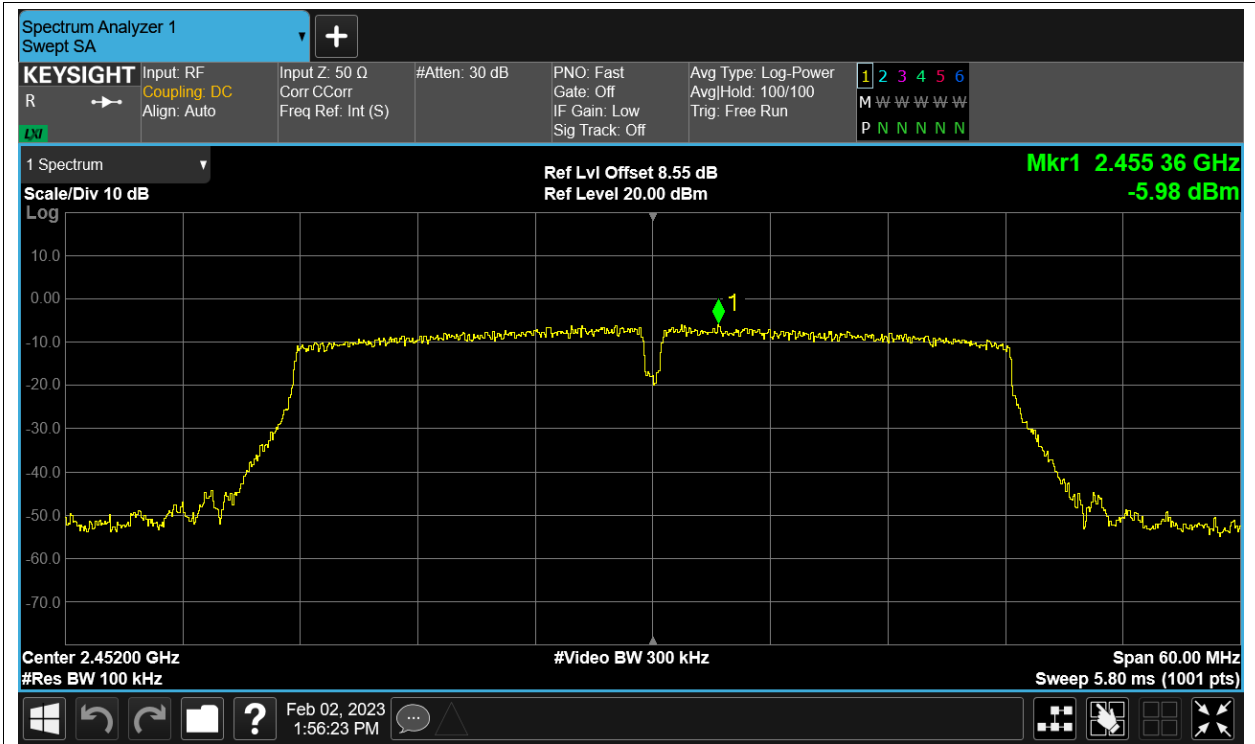 Spectrum Analyzer 1
Swept SA
KEYSIGHT
R
LXI
Input: RF
Coupling: DC
Align: Auto
Input Z: 50 Ω
Corr CCorr
Freq Ref: Int (S)
#Atten: 30 dB
PNO: Fast
Gate: Off
IF Gain: Low
Sig Track: Off
Avg Type: Log-Power
Avg|Hold: 100/100
Trig: Free Run
1 2 3 4 5 6
M W W W W W
P N N N N N
1 Spectrum
Scale/Div 10 dB
Log
Ref Lvl Offset 8.55 dB
Ref Level 20.00 dBm
Mkr1 2.455 36 GHz
-5.98 dBm
10.0
0.00
-10.0
-20.0
-30.0
-40.0
-50.0
-60.0
-70.0
1
Center 2.45200 GHz
#Res BW 100 kHz
#Video BW 300 kHz
Span 60.00 MHz
Sweep 5.80 ms (1001 pts)
?
Feb 02, 2023
1:56:23 PM